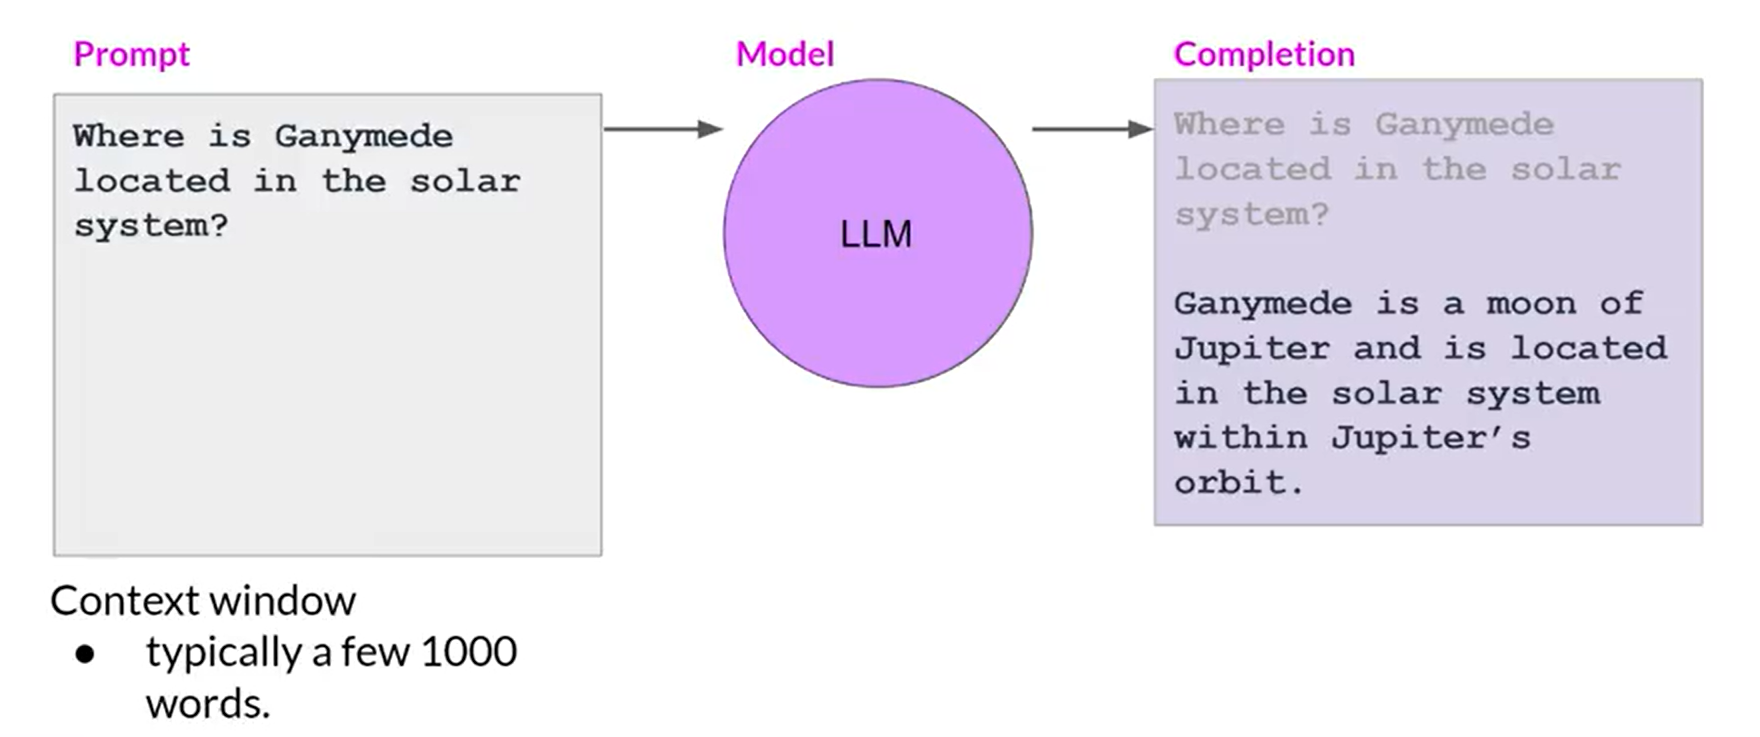 Prompt
Where is Ganymede
located in the solar
system?
Context window
● typically a few 1000
words.
Model
LLM
Completion
Where is Ganymede
located in the solar
system?
Ganymede is a moon of
Jupiter and is located
in the solar system
within Jupiter’s
orbit.